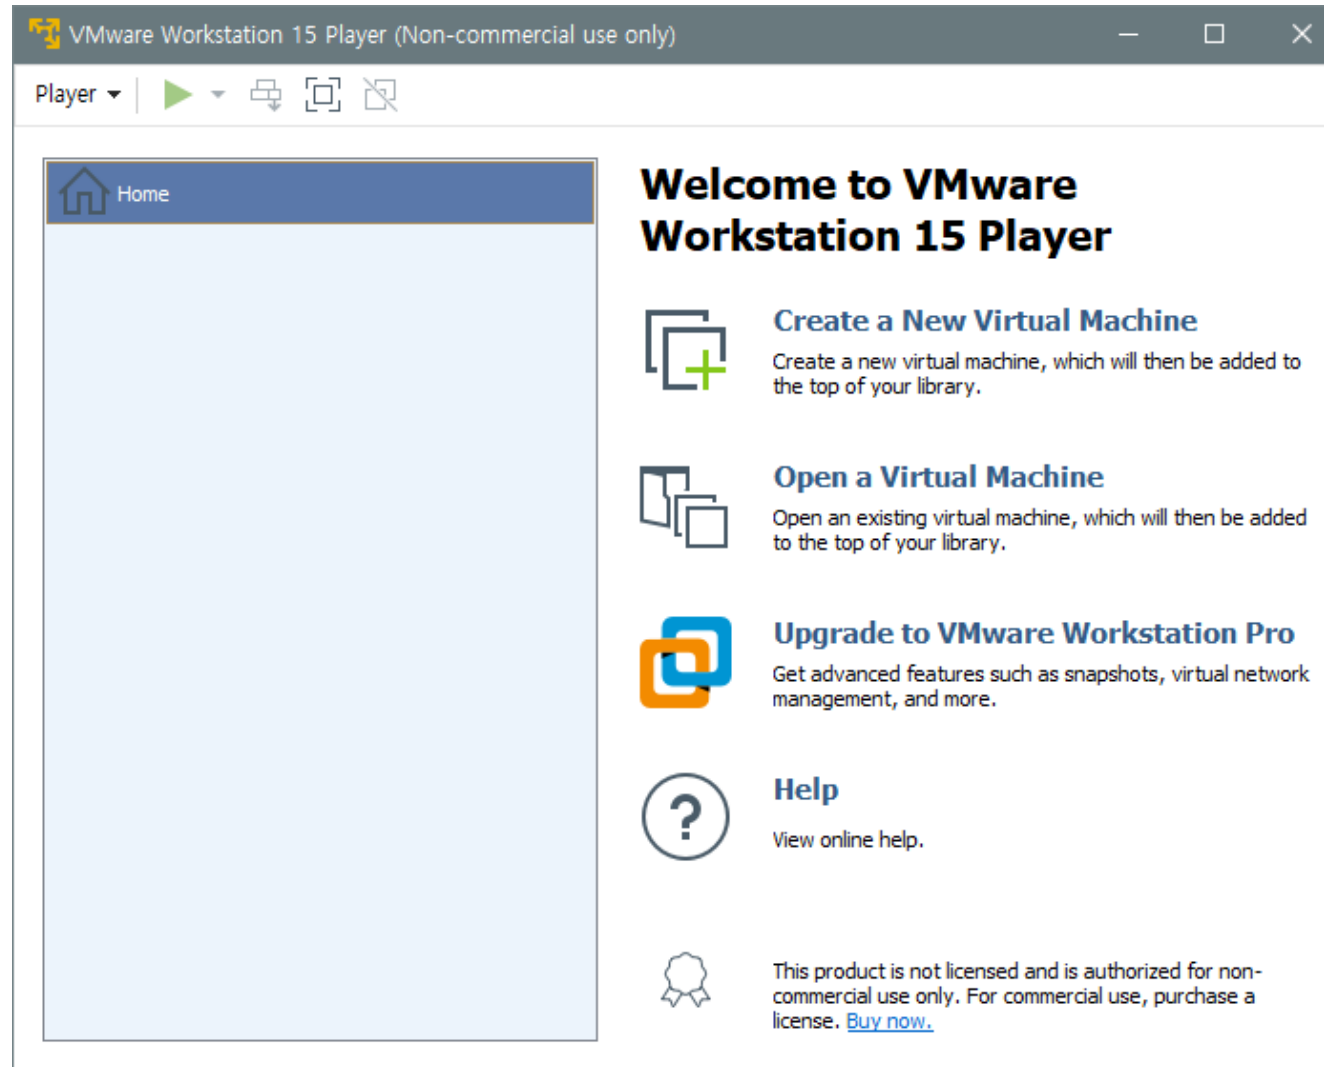 VMware Workstation 15 Player (Non-commercial use only)
Player
Home
Welcome to VMware
Workstation 15 Player
Create a New Virtual Machine
Create a new virtual machine, which will then be added to
the top of your library.
Open a Virtual Machine
Open an existing virtual machine, which will then be added
to the top of your library.
Upgrade to VMware Workstation Pro
Get advanced features such as snapshots, virtual network
management, and more.
Help
View online help.
This product is not licensed and is authorized for non-
commercial use only. For commercial use, purchase a
license. Buy now.